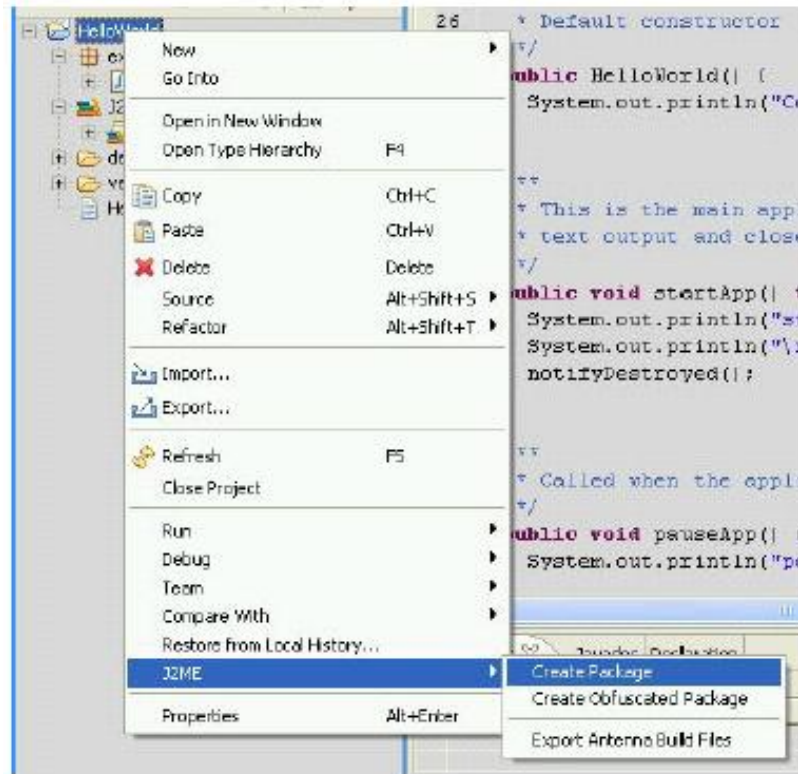 HelloWorld
New
Go Into
Open in New Window
Open Type Hierarchy F4
Copy Ctrl+C
Paste Ctrl+V
Delete Delete
Source Alt+Shift+S
Refactor Alt+Shift+T
Import...
Export...
Refresh F5
Close Project
Run
Debug
Team
Compare With
Restore from Local History...
J2ME
Properties Alt+Enter
Create Package
Create Obfuscated Package
Export Antenna Build Files
26 * Default constructor
*/
ublic HelloWorld() {
System.out.println("Co
**
* This is the main app
* text output and close
*/
ublic void startApp() t
System.out.println("s
System.out.println("\
notifyDestroyed();
**
* Called when the appli
*/
ublic void pauseApp()
System.out.println("p
Javadoc Declaration